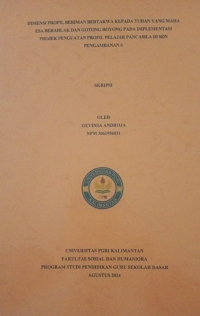 DIMENSI PROFIL BERIMAN BERTAKWA KEPADA TUHAN YANG MAHA
ESA BERAKHLAK DAN GOTONG ROYONG PADA IMPLEMENTASI
PROJEK PENGUATAN PROFIL PELAJAR PANCASILA DI SDN
PENGAMBANGAN 6
SKRIPSI
OLEH
NPM
UNIVERSITAS PGRI KALIMANTAN
FAKULTAS SOSIAL DAN HUMANIORA
PROGRAM STUDI PENDIDIKAN GURU SEKOLAH DASAR
AGUSTUS 2024